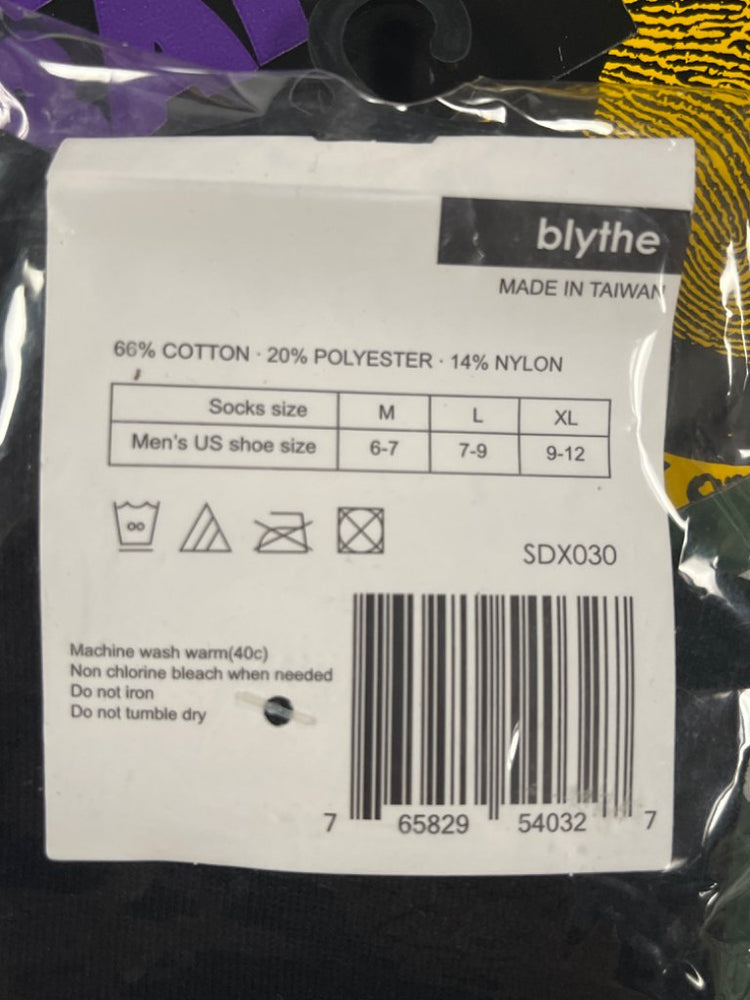 blythe
MADE IN TAIWAN
66% COTTON · 20% POLYESTER · 14% NYLON
Socks size M L XL
Men's US shoe size 6-7 7-9 9-12
SDX030
Machine wash warm(40c)
Non chlorine bleach when needed
Do not iron
Do not tumble dry
7 65829 54032 7